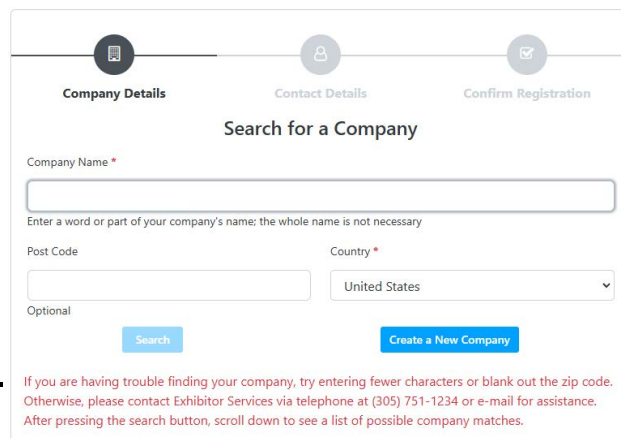 Company Details
Contact Details
Confirm Registration
Search for a Company
Company Name *
Enter a word or part of your company's name; the whole name is not necessary
Post Code
Country *
United States
Optional
Search
Create a New Company
If you are having trouble finding your company, try entering fewer characters or blank out the zip code.
Otherwise, please contact Exhibitor Services via telephone at (305) 751-1234 or e-mail for assistance.
After pressing the search button, scroll down to see a list of possible company matches.